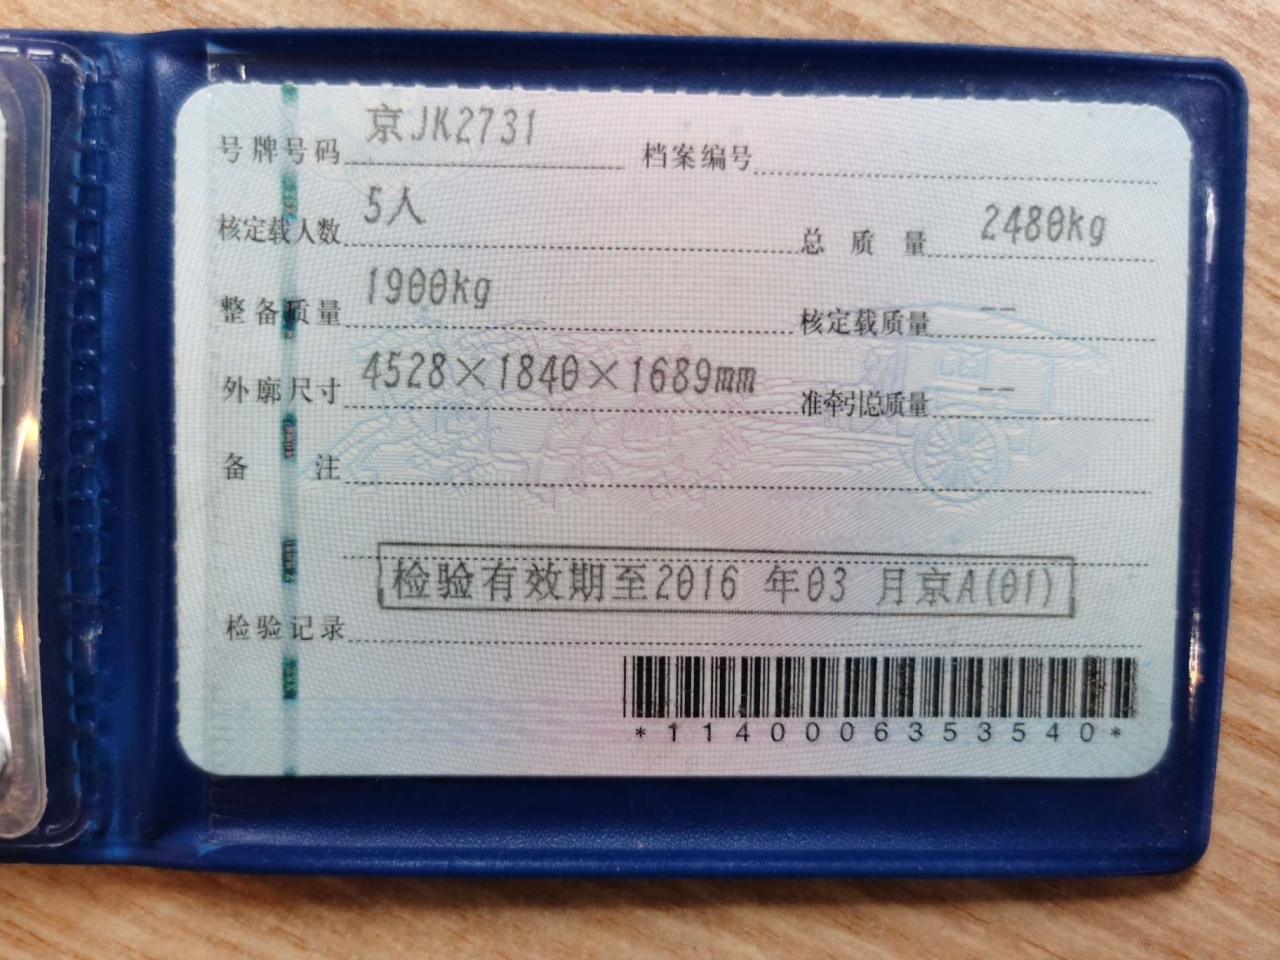 号牌号码 京JK2731 档案编号
核定载人数 5人 总质量 2480kg
整备质量 1900kg 核定载质量 --
外廓尺寸 4528×1840×1689mm 准牵引总质量 --
备注
检验有效期至2016 年03 月京A(01)
检验记录
*1140006353540*